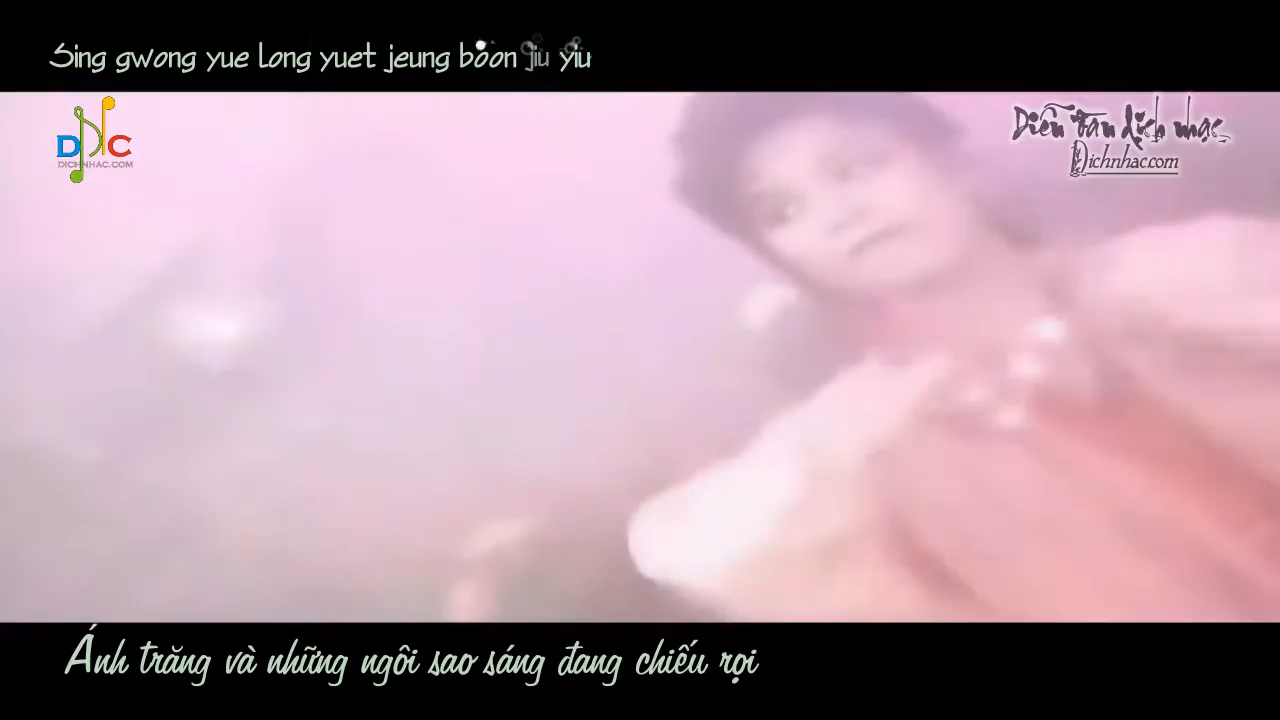 Sing gwong yue long yuet jeung boon jiu yiu
DNC
DICHNHAC.COM
Diễn đàn dịch nhạc
Dichnhac.com
Ánh trăng và những ngôi sao sáng đang chiếu rọi